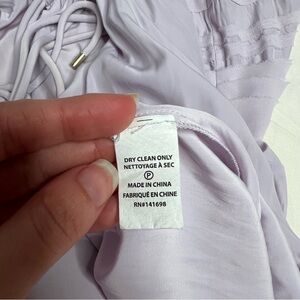 DRY CLEAN ONLY
NETTOYAGE À SEC
P
MADE IN CHINA
FABRIQUÉ EN CHINE
RN#141698